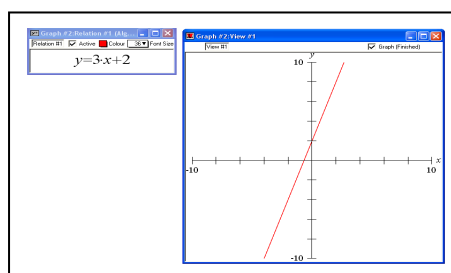 Graph #2:Relation #1 (Alg...
Relation #1 Active Colour 36 Font Size
y=3·x+2
Graph #2:View #1
View #1 Graph (Finished)
y
10
x
-10 10
-10